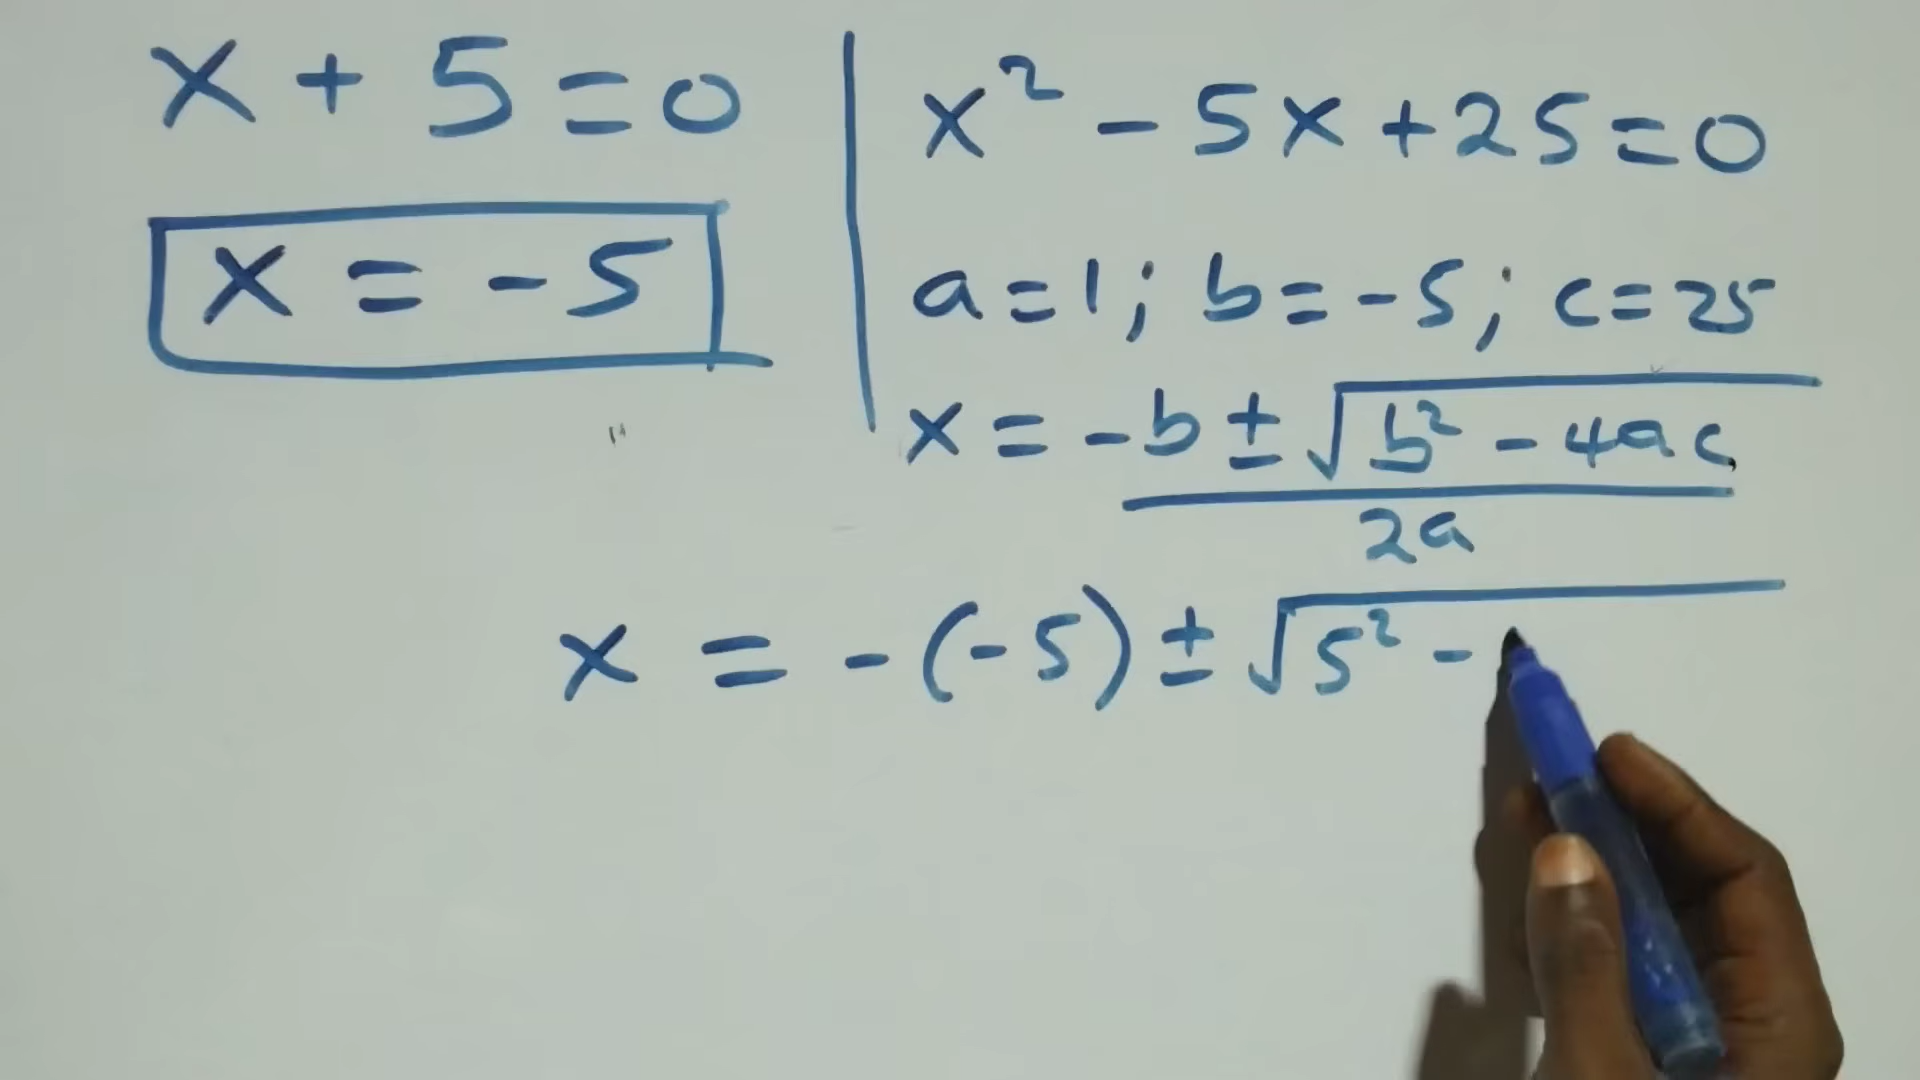 x + 5 = 0
x = -5
x² - 5x + 25 = 0
a = 1; b = -5; c = 25
x = -b ± √b² - 4ac
2a
x = -(-5) ± √5² -